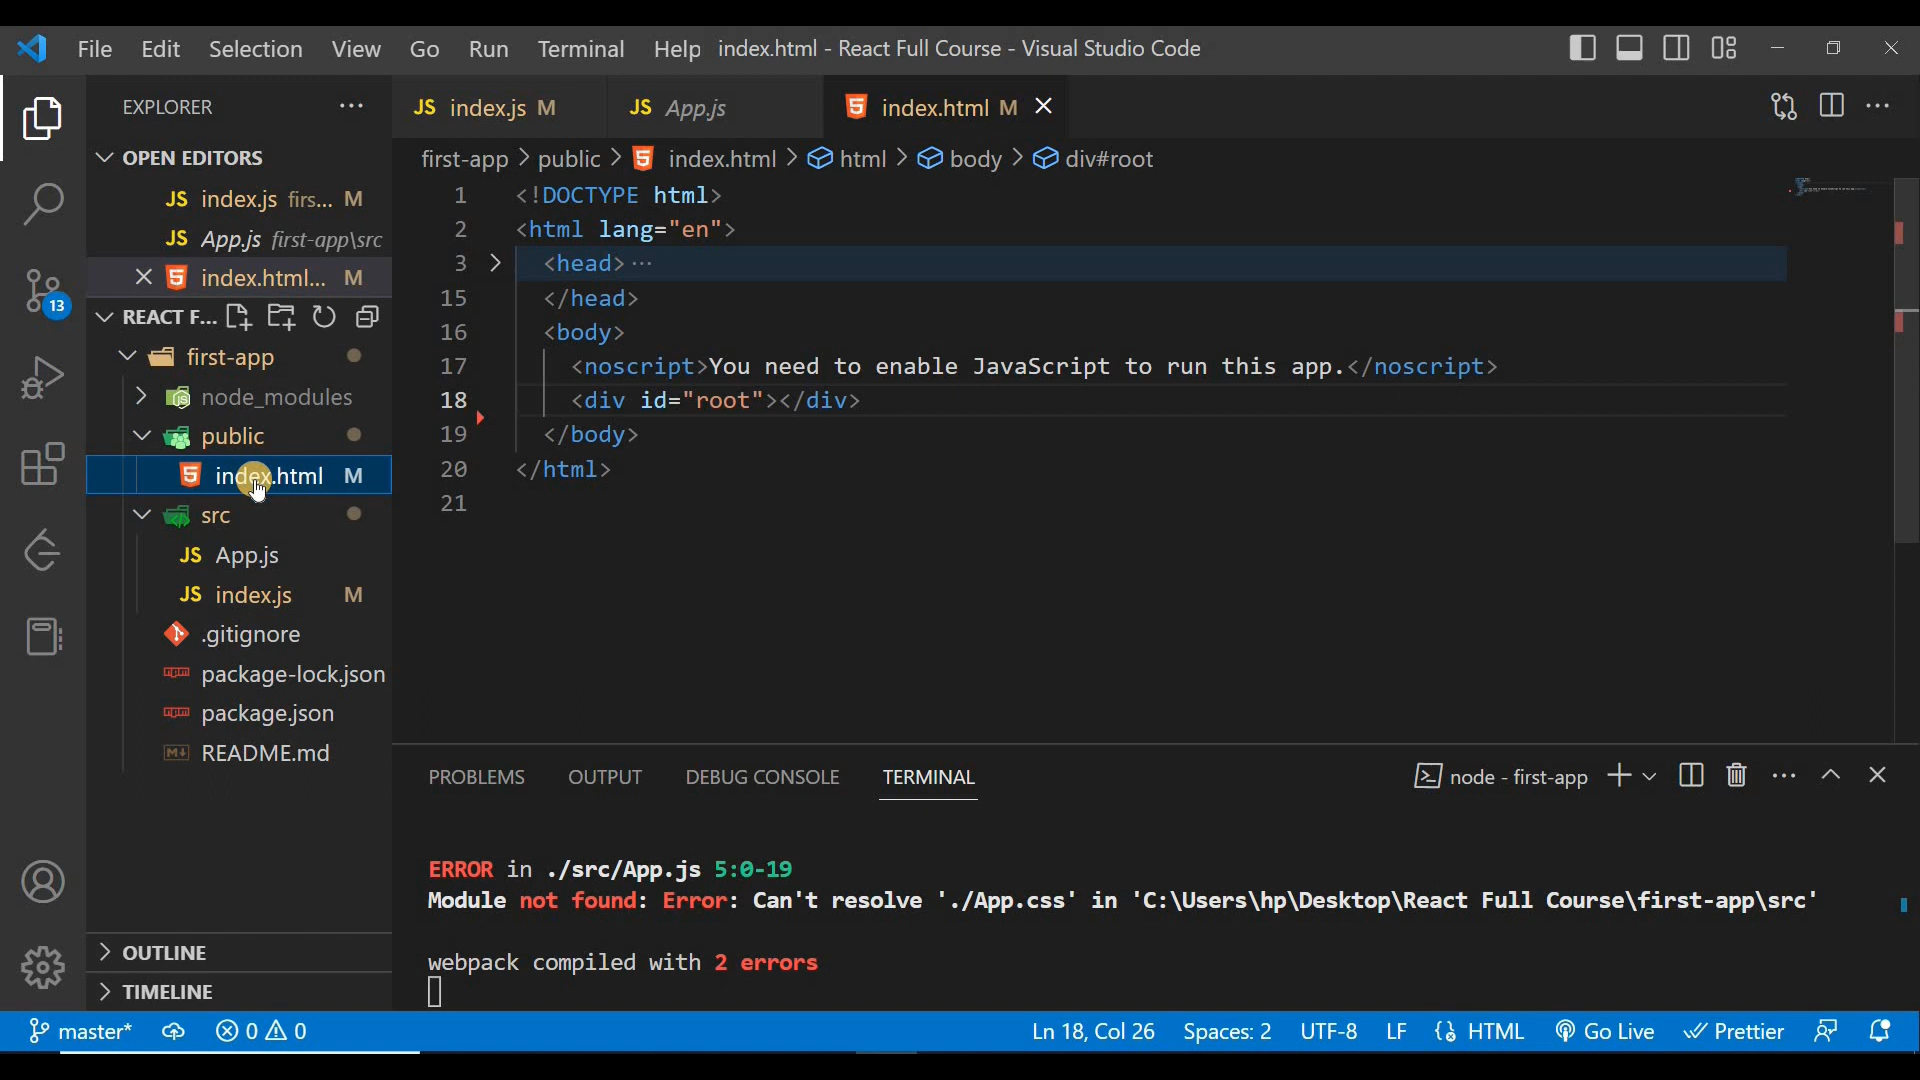 File Edit Selection View Go Run Terminal Help index.html - React Full Course - Visual Studio Code
EXPLORER
OPEN EDITORS
JS index.js firs... M
JS App.js first-app\src
index.html... M
REACT F...
first-app
node_modules
public
index.html M
src
JS App.js
JS index.js M
.gitignore
package-lock.json
package.json
README.md
OUTLINE
TIMELINE
13
JS index.js M JS App.js index.html M
first-app > public > index.html > html > body > div#root
1 <!DOCTYPE html>
2 <html lang="en">
3 <head>…
15 </head>
16 <body>
17 <noscript>You need to enable JavaScript to run this app.</noscript>
18 <div id="root"></div>
19 </body>
20 </html>
21
PROBLEMS OUTPUT DEBUG CONSOLE TERMINAL node - first-app
ERROR in ./src/App.js 5:0-19
Module not found: Error: Can't resolve './App.css' in 'C:\Users\hp\Desktop\React Full Course\first-app\src'
webpack compiled with 2 errors
master* 0 0 Ln 18, Col 26 Spaces: 2 UTF-8 LF HTML Go Live Prettier